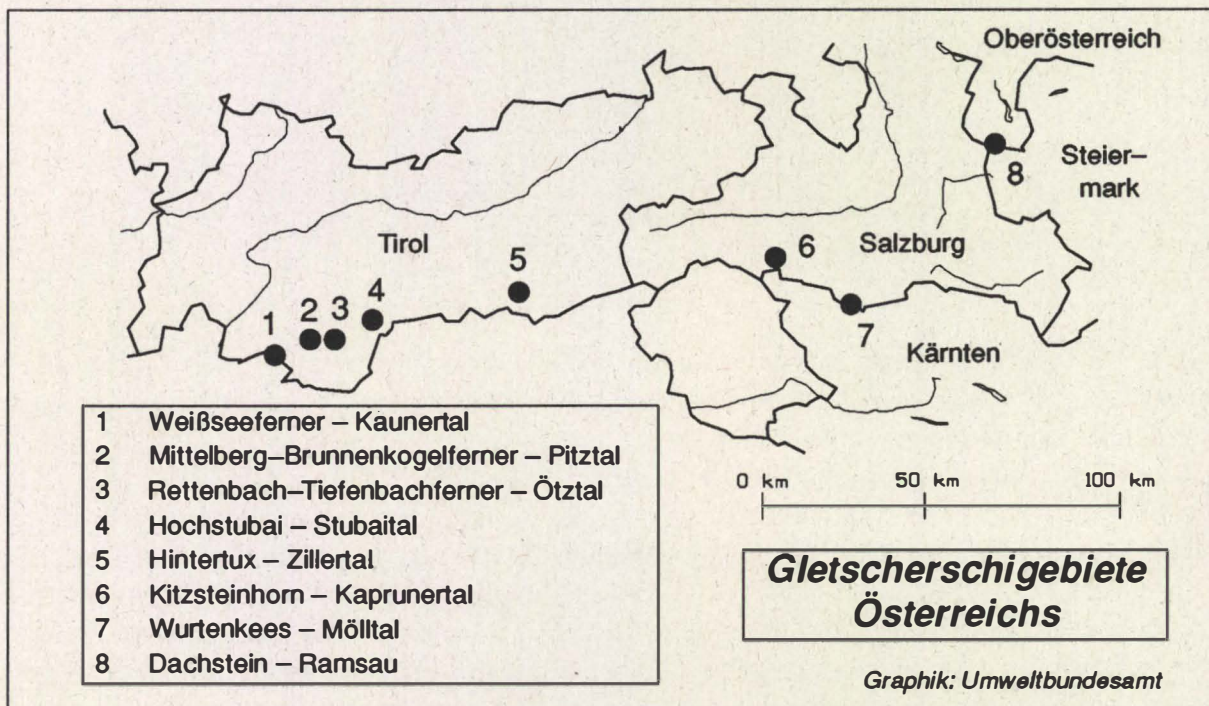 Oberösterreich
Steier–
mark
8
Tirol
5
6
Salzburg
4
2
3
1
7
Kärnten
1 Weißseeferner – Kaunertal
2 Mittelberg–Brunnenkogelferner – Pitztal
3 Rettenbach–Tiefenbachferner – Ötztal
4 Hochstubai – Stubaital
5 Hintertux – Zillertal
6 Kitzsteinhorn – Kaprunertal
7 Wurtenkees – Mölltal
8 Dachstein – Ramsau
0 km 50 km 100 km
Gletscherschigebiete
Österreichs
Graphik: Umweltbundesamt